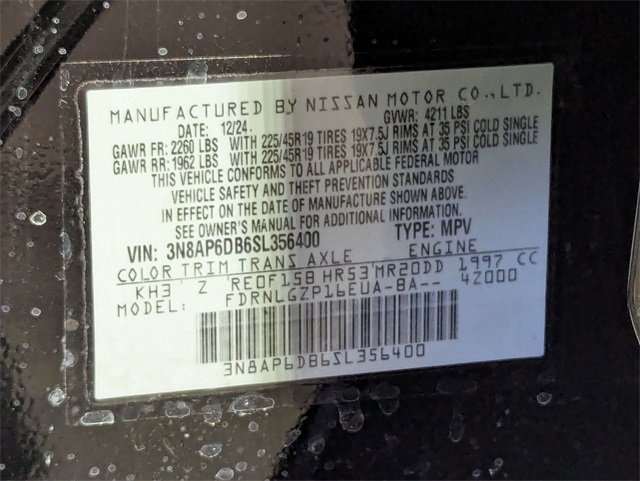 MANUFACTURED BY NISSAN MOTOR CO., LTD.
DATE: 12/24. GVWR: 4211 LBS
GAWR FR: 2260 LBS WITH 225/45R19 TIRES 19X7.5J RIMS AT 35 PSI COLD SINGLE
GAWR RR: 1962 LBS WITH 225/45R19 TIRES 19X7.5J RIMS AT 35 PSI COLD SINGLE
THIS VEHICLE CONFORMS TO ALL APPLICABLE FEDERAL MOTOR
VEHICLE SAFETY AND THEFT PREVENTION STANDARDS
IN EFFECT ON THE DATE OF MANUFACTURE SHOWN ABOVE.
SEE OWNER'S MANUAL FOR ADDITIONAL INFORMATION
VIN: 3N8AP6DB6SL356400 TYPE: MPV
COLOR TRIM TRANS AXLE ENGINE
KH3 Z RE0F15B HR53 MR20DD 1997 CC
MODEL: FDRNLGZP16EUA-BA-- 42000
3N8AP6DB6SL356400